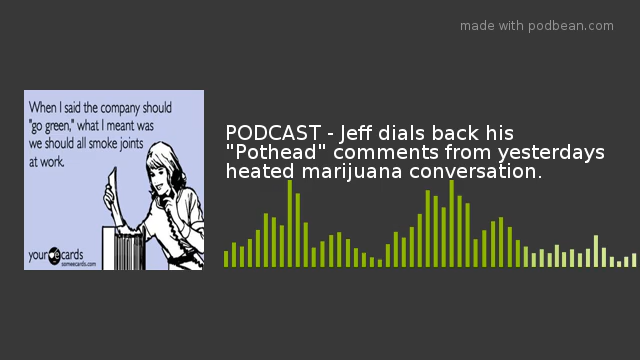 made with podbean.com
When I said the company should
"go green," what I meant was
we should all smoke joints
at work.
your e cards
someecards.com
PODCAST - Jeff dials back his
"Pothead" comments from yesterdays
heated marijuana conversation.